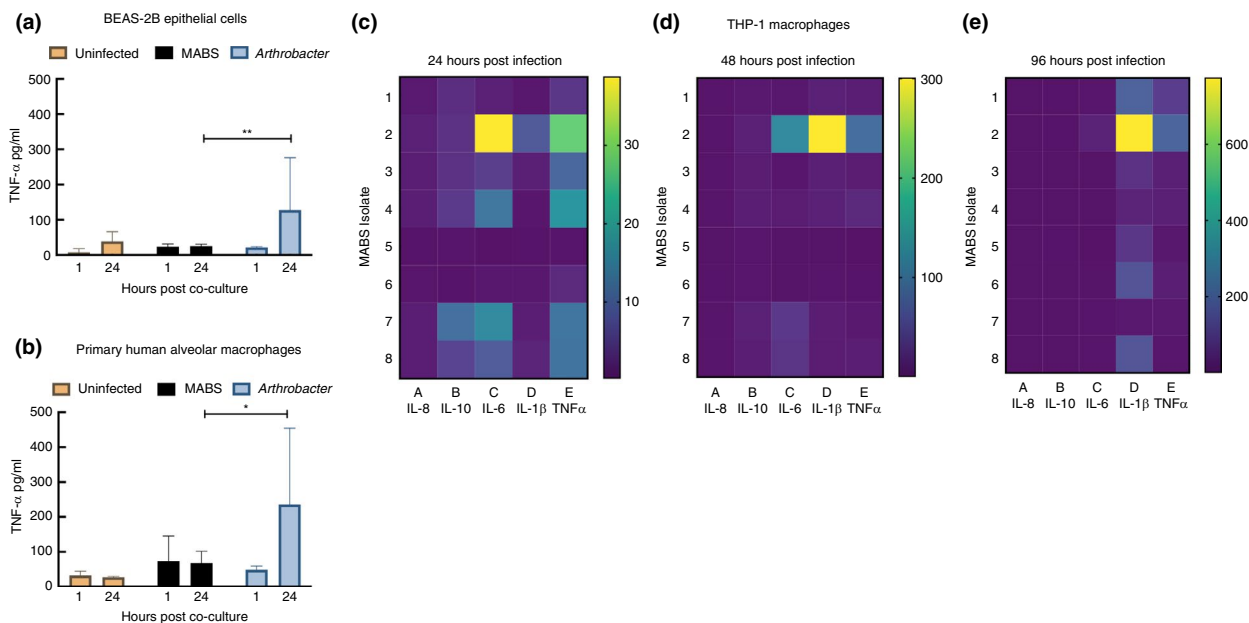 (a)
BEAS-2B epithelial cells
Uninfected MABS Arthrobacter
500
400
300
200
100
0
TNF-α pg/ml
**
1 24 1 24 1 24
Hours post co-culture
(b)
Primary human alveolar macrophages
Uninfected MABS Arthrobacter
500
400
300
200
100
0
TNF-α pg/ml
*
1 24 1 24 1 24
Hours post co-culture
THP-1 macrophages
(c)
24 hours post infection
MABS Isolate
1
2
3
4
5
6
7
8
A B C D E
IL-8 IL-10 IL-6 IL-1β TNFα
30
20
10
(d)
48 hours post infection
MABS Isolate
1
2
3
4
5
6
7
8
A B C D E
IL-8 IL-10 IL-6 IL-1β TNFα
300
200
100
(e)
96 hours post infection
MABS Isolate
1
2
3
4
5
6
7
8
A B C D E
IL-8 IL-10 IL-6 IL-1β TNFα
600
400
200